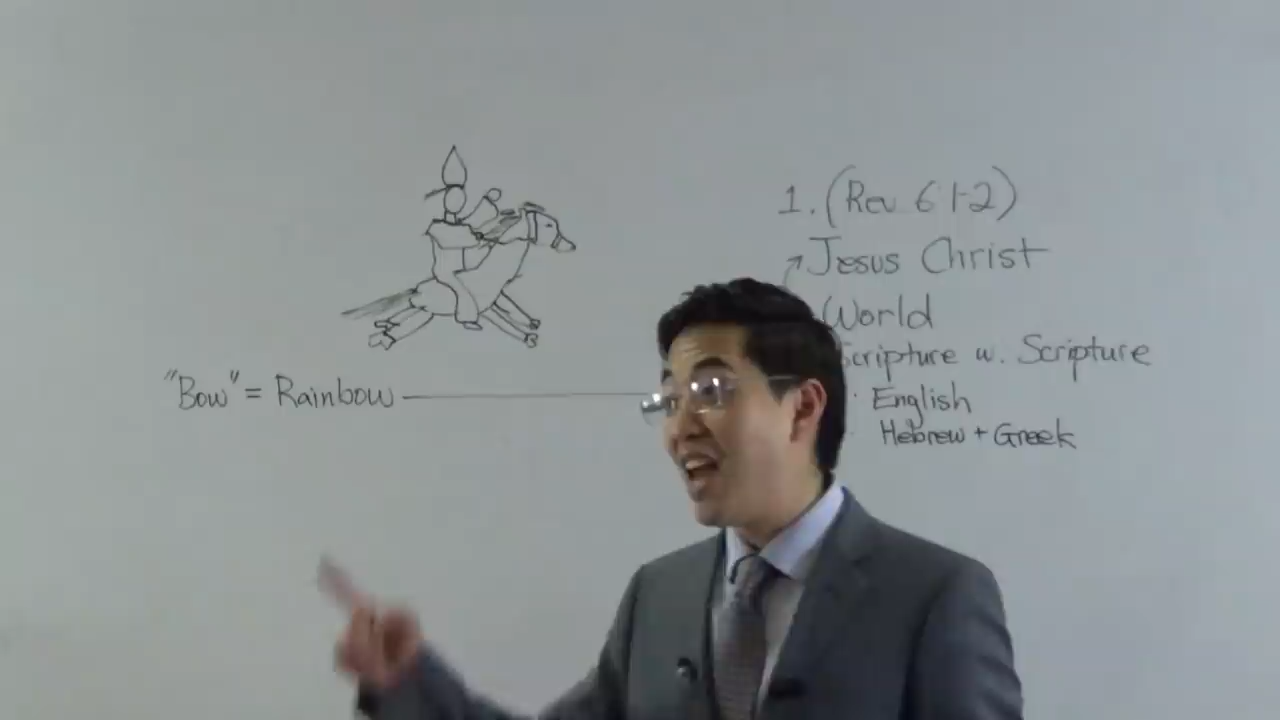 1. (Rev 6:1-2)
Jesus Christ
World
Scripture w. Scripture
"Bow" = Rainbow
: English
Hebrew + Greek